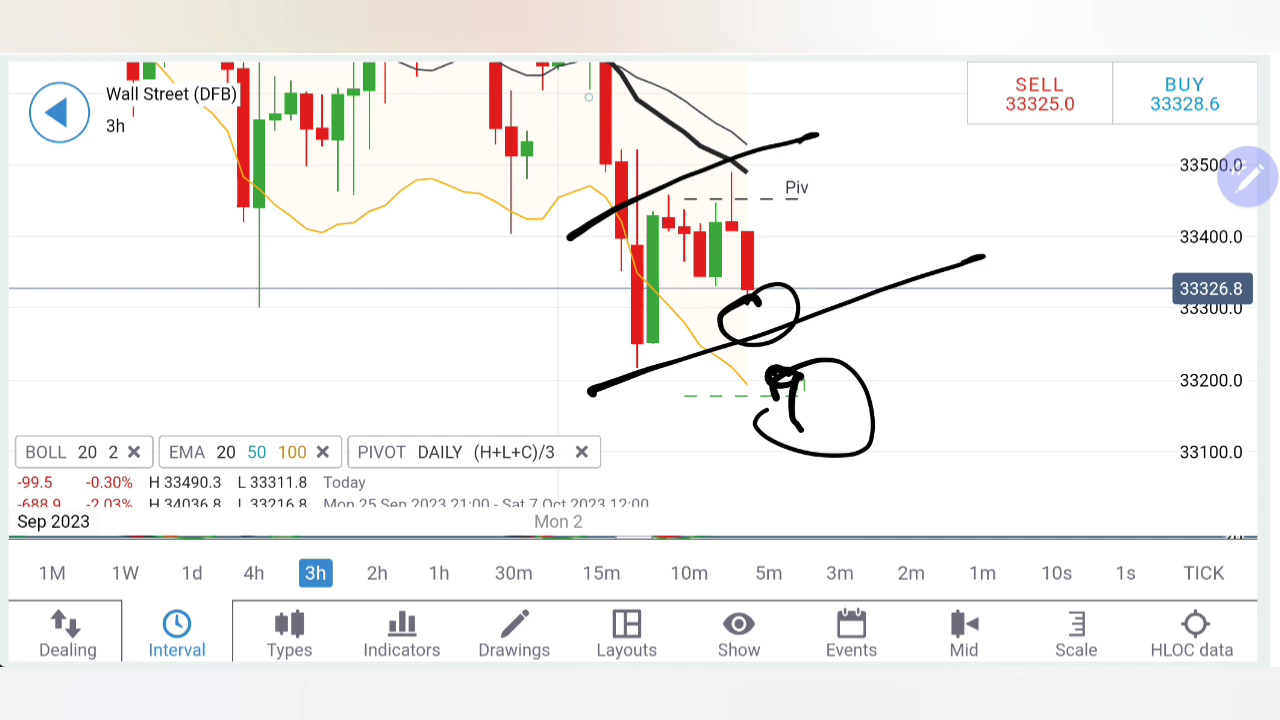 Wall Street (DFB)
3h
SELL
33325.0
BUY
33328.6
33500.0
Piv
33400.0
33326.8
33300.0
33200.0
33100.0
BOLL 20 2 ✕ EMA 20 50 100 ✕ PIVOT DAILY (H+L+C)/3 ✕
-99.5 -0.30% H 33490.3 L 33311.8 Today
-688.9 -2.03% H 34036.8 L 33216.8 Mon 25 Sep 2023 21:00 - Sat 7 Oct 2023 12:00
Sep 2023 Mon 2
1M 1W 1d 4h 3h 2h 1h 30m 15m 10m 5m 3m 2m 1m 10s 1s TICK
Dealing Interval Types Indicators Drawings Layouts Show Events Mid Scale HLOC data